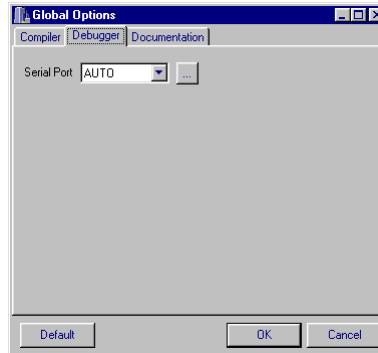 Global Options
Compiler Debugger Documentation
Serial Port AUTO ...
Default OK Cancel